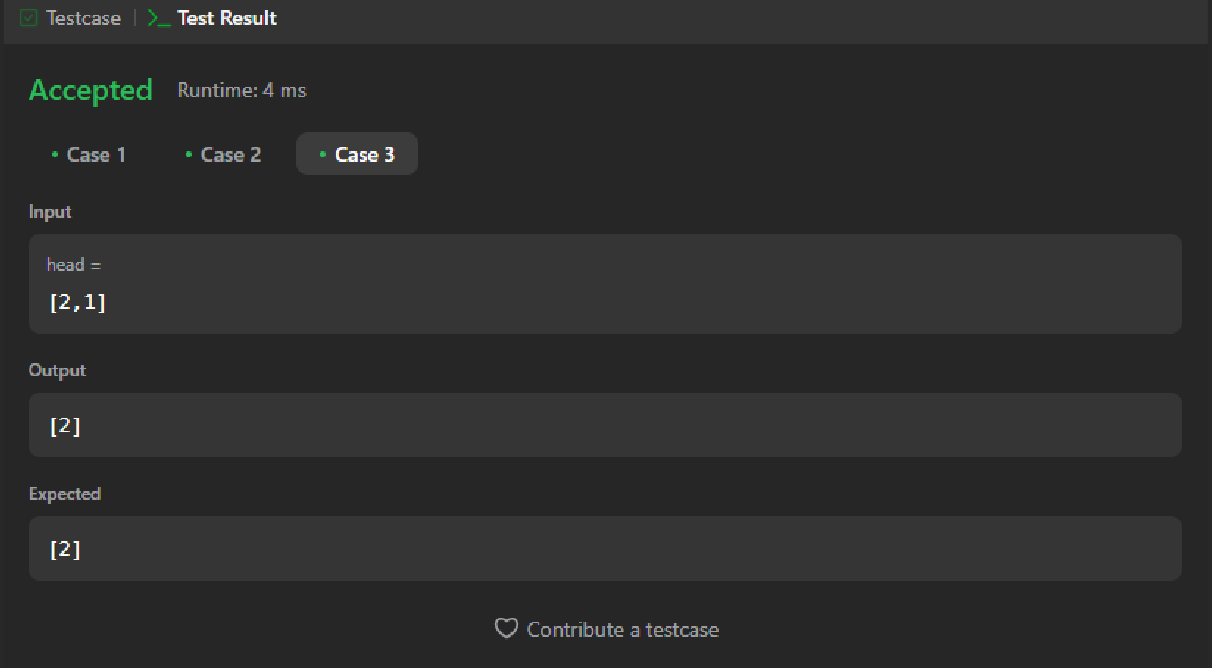 Testcase | >_ Test Result
Accepted Runtime: 4 ms
• Case 1 • Case 2 • Case 3
Input
head =
[2,1]
Output
[2]
Expected
[2]
Contribute a testcase